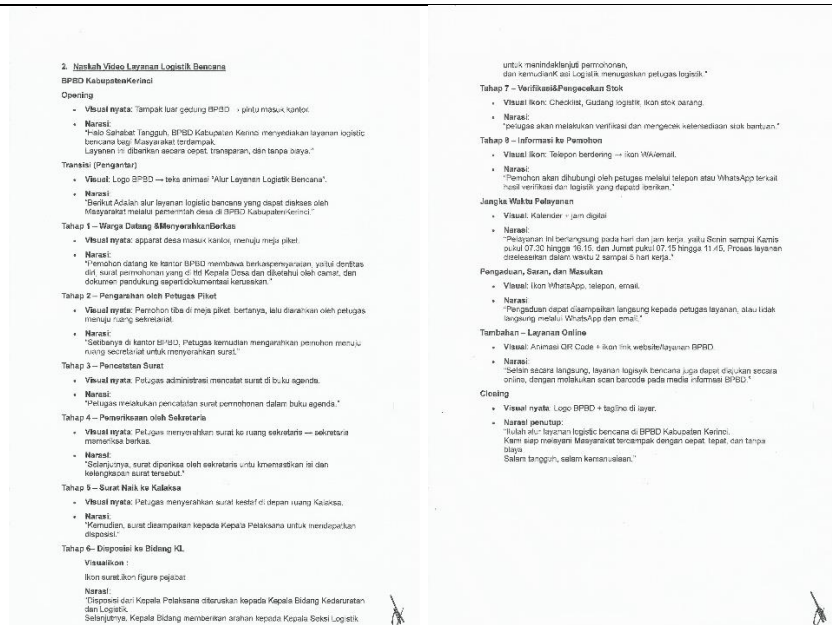 2. Naskah Video Layanan Logistik Bencana
BPBD KabupatenKerinci
Opening
• Visual nyata: Tampak luar gedung BPBD → pintu masuk kantor.
• Narasi:
"Halo Sahabat Tangguh, BPBD Kabupaten Kerinci menyediakan layanan logistic
bencana bagi Masyarakat terdampak.
Layanan ini diberikan secara cepat, transparan, dan tanpa biaya."
Transisi (Pengantar)
• Visual: Logo BPBD → teks animasi "Alur Layanan Logistik Bencana".
• Narasi:
"Berikut Adalah alur layanan logistic bencana yang dapat diakses oleh
Masyarakat melalui pemerintah desa di BPBD KabupatenKerinci."
Tahap 1 – Warga Datang &MenyerahkanBerkas
• Visual nyata: apparat desa masuk kantor, menuju meja piket.
• Narasi:
"Pemohon datang ke kantor BPBD membawa berkaspersyaratan, yaitu identitas
diri, surat permohonan yang di ttd Kepala Desa dan diketahui oleh camat, dan
dokumen pendukung sepertidokumentasi kerusakan."
Tahap 2 – Pengarahan oleh Petugas Piket
• Visual nyata: Pemohon tiba di meja piket, bertanya, lalu diarahkan oleh petugas
menuju ruang sekretariat.
• Narasi:
"Setibanya di kantor BPBD, Petugas kemudian mengarahkan pemohon menuju
ruang secretariat untuk menyerahkan surat."
Tahap 3 – Pencatatan Surat
• Visual nyata: Petugas administrasi mencatat surat di buku agenda.
• Narasi:
"Petugas melakukan pencatatan surat permohonan dalam buku agenda."
Tahap 4 – Pemeriksaan oleh Sekretaris
• Visual nyata: Petugas menyerahkan surat ke ruang sekretaris — sekretaris
memeriksa berkas.
• Narasi:
"Selanjutnya, surat diperiksa oleh sekretaris untu kmemastikan isi dan
kelengkapan surat tersebut."
Tahap 5 – Surat Naik ke Kalaksa
• Visual nyata: Petugas menyerahkan surat kestaf di depan ruang Kalaksa.
• Narasi:
"Kemudian, surat disampaikan kepada Kepala Pelaksana untuk mendapatkan
disposisi."
Tahap 6– Disposisi ke Bidang KL
Visualikon :
Ikon surat,ikon figure pejabat
Narasi:
"Disposisi dari Kepala Pelaksana diteruskan kepada Kepala Bidang Kedaruratan
dan Logistik.
Selanjutnya, Kepala Bidang memberikan arahan kepada Kepala Seksi Logistik
untuk menindaklanjuti permohonan,
dan kemudianK asi Logistik menugaskan petugas logistik."
Tahap 7 – Verifikasi&Pengecekan Stok
• Visual Ikon: Checklist, Gudang logistik, ikon stok barang.
• Narasi:
"petugas akan melakukan verifikasi dan mengecek ketersediaan stok bantuan."
Tahap 8 – Informasi ke Pemohon
• Visual Ikon: Telepon berdering → ikon WA/email.
• Narasi:
"Pemohon akan dihubungi oleh petugas melalui telepon atau WhatsApp terkait
hasil verifikasi dan logistik yang dapatd iberikan."
Jangka Waktu Pelayanan
• Visual: Kalender + jam digital
• Narasi:
"Pelayanan ini berlangsung pada hari dan jam kerja, yaitu Senin sampai Kamis
pukul 07.30 hingga 16.15, dan Jumat pukul 07.15 hingga 11.45, Proses layanan
diselesaikan dalam waktu 2 sampai 5 hari kerja."
Pengaduan, Saran, dan Masukan
• Visual: ikon WhatsApp, telepon, email.
• Narasi:
"Pengaduan dapat disampaikan langsung kepada petugas layanan, atau tidak
langsung melalui WhatsApp dan email."
Tambahan – Layanan Online
• Visual: Animasi QR Code + ikon link website/layanan BPBD.
• Narasi:
"Selain secara langsung, layanan logisyik bencana juga dapat diajukan secara
online, dengan melakukan scan barcode pada media informasi BPBD."
Closing
• Visual nyata: Logo BPBD + tagline di layar.
• Narasi penutup:
"Itulah alur layanan logistic bencana di BPBD Kabupaten Kerinci.
Kami siap melayani Masyarakat terdampak dengan cepat, tepat, dan tanpa
biaya
Salam tangguh, salam kemanusiaan."